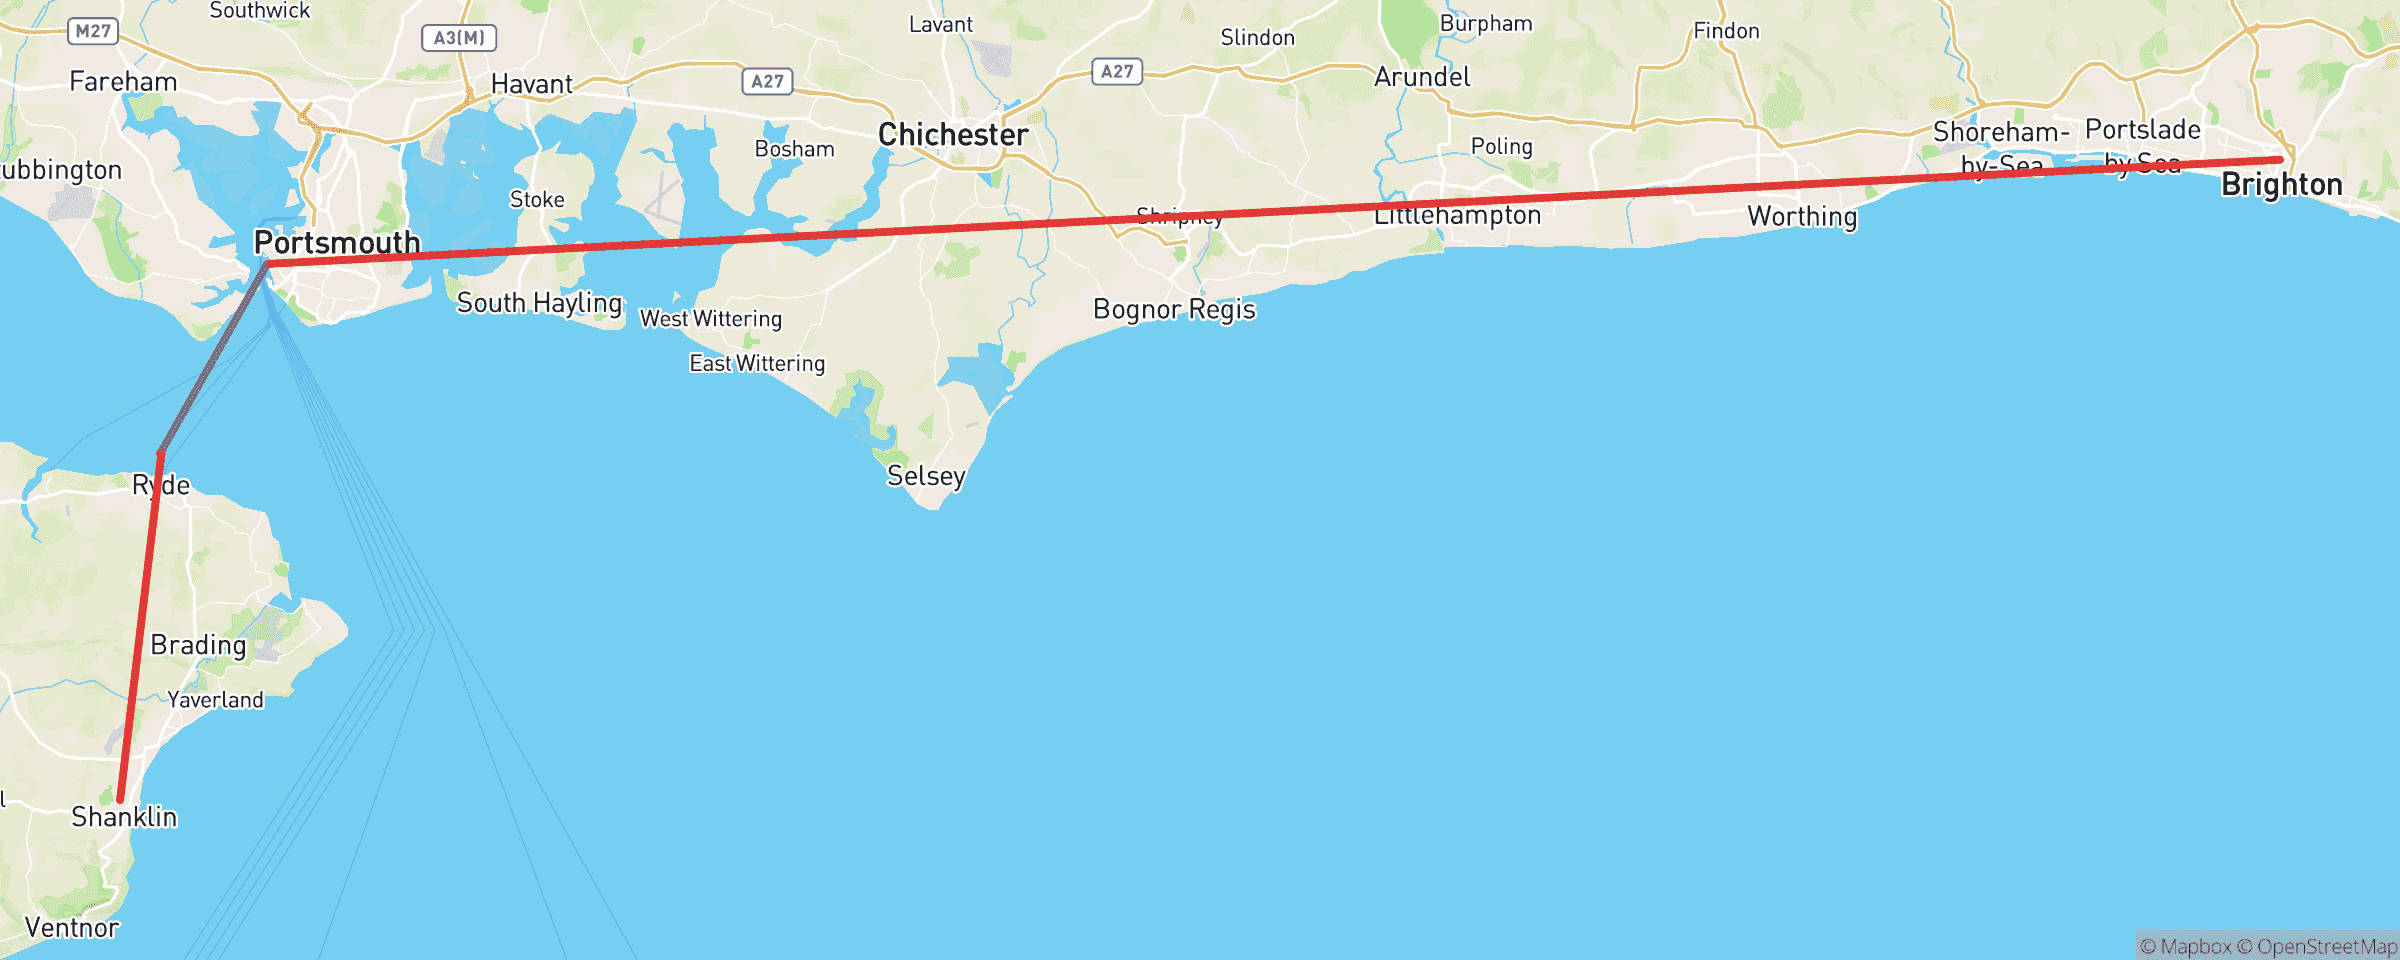 Southwick
Lavant
Burpham
M27
A3(M)
Slindon
Findon
Fareham
Havant
A27
A27
Arundel
Chichester
Shoreham-
by-Sea
Portslade
by Sea
Bosham
Poling
ubbington
Stoke
Brighton
Shripney
Littlehampton
Worthing
Portsmouth
South Hayling
West Wittering
Bognor Regis
East Wittering
Selsey
Ryde
Brading
Yaverland
l
Shanklin
Ventnor
© Mapbox © OpenStreetMap